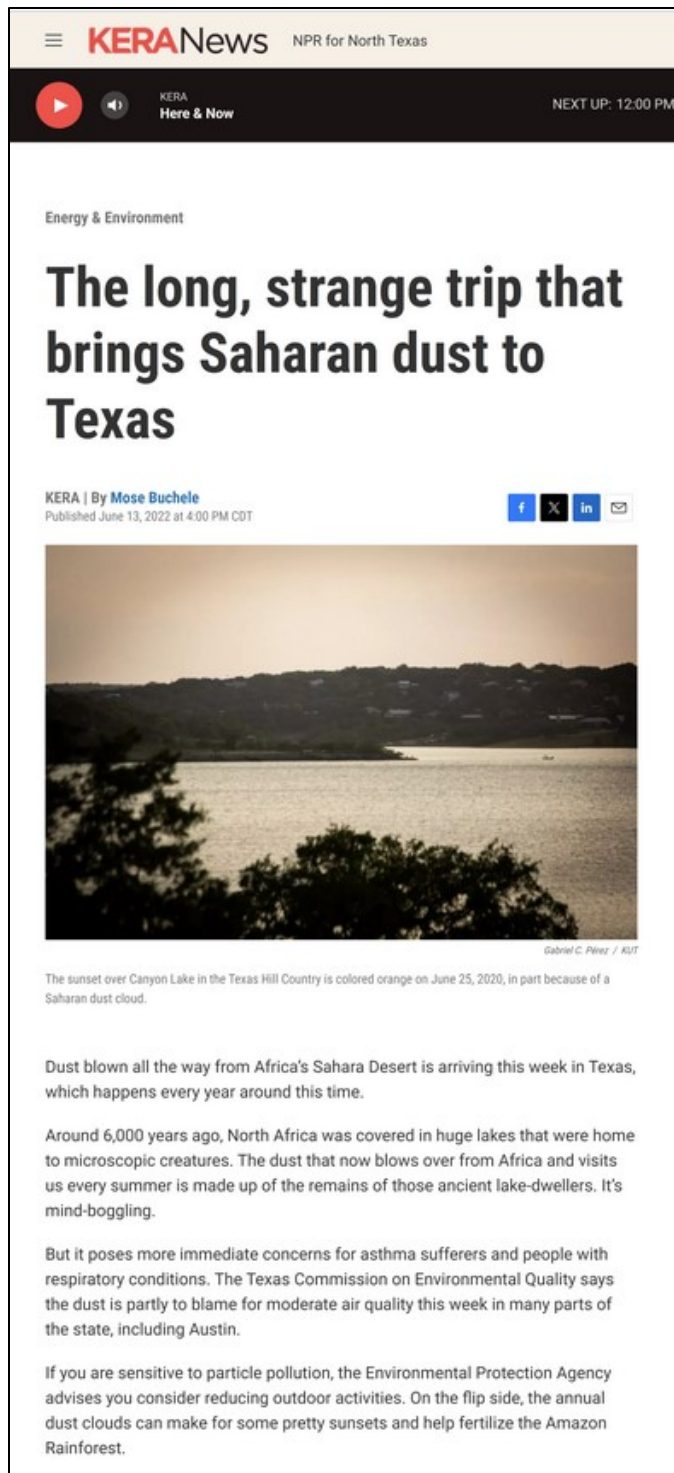 KERANews NPR for North Texas
KERA
Here & Now
NEXT UP: 12:00 PM
Energy & Environment
The long, strange trip that
brings Saharan dust to
Texas
KERA | By Mose Buchele
Published June 13, 2022 at 4:00 PM CDT
f X in
Gabriel C. Pérez / KUT
The sunset over Canyon Lake in the Texas Hill Country is colored orange on June 25, 2020, in part because of a
Saharan dust cloud.
Dust blown all the way from Africa’s Sahara Desert is arriving this week in Texas,
which happens every year around this time.
Around 6,000 years ago, North Africa was covered in huge lakes that were home
to microscopic creatures. The dust that now blows over from Africa and visits
us every summer is made up of the remains of those ancient lake-dwellers. It’s
mind-boggling.
But it poses more immediate concerns for asthma sufferers and people with
respiratory conditions. The Texas Commission on Environmental Quality says
the dust is partly to blame for moderate air quality this week in many parts of
the state, including Austin.
If you are sensitive to particle pollution, the Environmental Protection Agency
advises you consider reducing outdoor activities. On the flip side, the annual
dust clouds can make for some pretty sunsets and help fertilize the Amazon
Rainforest.